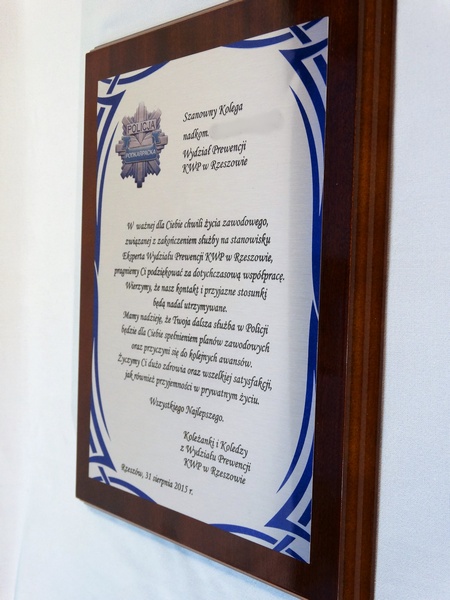 POLICJA
PODKARPACKA
Szanowny Kolega
nadkom.
Wydział Prewencji
KWP w Rzeszowie
W ważnej dla Ciebie chwili życia zawodowego,
związanej z zakończeniem służby na stanowisku
Eksperta Wydziału Prewencji KWP w Rzeszowie,
pragniemy Ci podziękować za dotychczasową współpracę.
Wierzymy, że nasz kontakt i przyjazne stosunki
będą nadal utrzymywane.
Mamy nadzieję, że Twoja dalsza służba w Policji
będzie dla Ciebie spełnieniem planów zawodowych
oraz przyczyni się do kolejnych awansów.
Życzymy Ci dużo zdrowia oraz wszelkiej satysfakcji,
jak również przyjemności w prywatnym życiu.
Wszystkiego Najlepszego.
Koleżanki i Koledzy
z Wydziału Prewencji
KWP w Rzeszowie
Rzeszów, 31 sierpnia 2015 r.